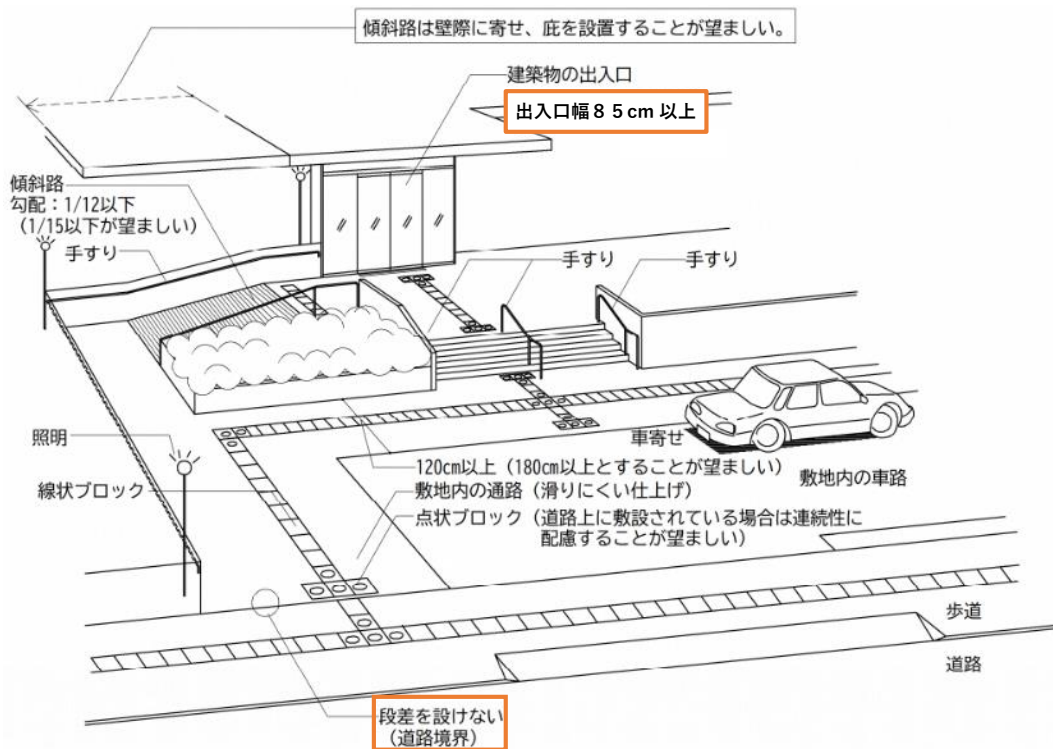 傾斜路は壁際に寄せ、庇を設置することが望ましい。
建築物の出入口
出入口幅85cm 以上
傾斜路
勾配：1/12以下
（1/15以下が望ましい）
手すり
手すり
手すり
照明
線状ブロック
車寄せ
敷地内の車路
120cm以上（180cm以上とすることが望ましい）
敷地内の通路（滑りにくい仕上げ）
点状ブロック（道路上に敷設されている場合は連続性に
配慮することが望ましい）
歩道
道路
段差を設けない
（道路境界）